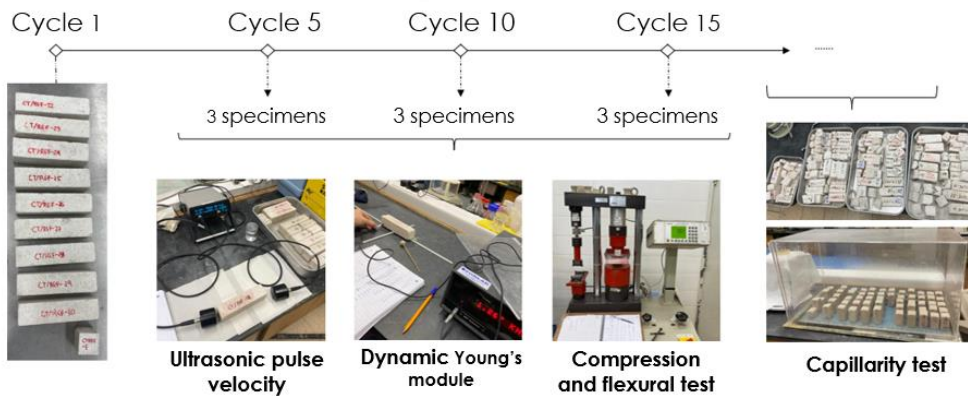 Cycle 1
Cycle 5
Cycle 10
Cycle 15
......
3 specimens
3 specimens
3 specimens
Ultrasonic pulse
velocity
Dynamic Young's
module
Compression
and flexural test
Capillarity test